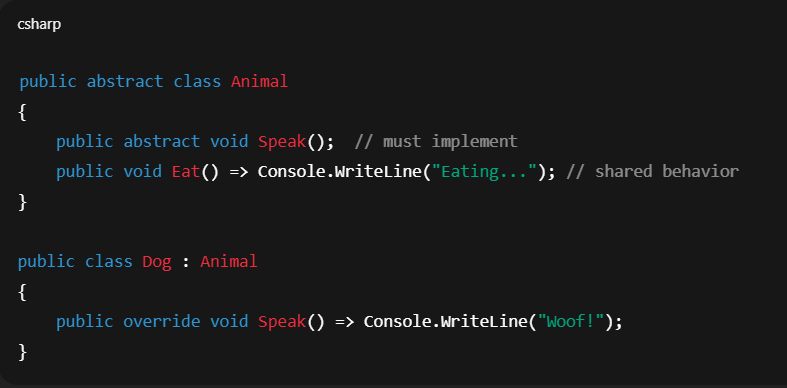 csharp
public abstract class Animal
{
    public abstract void Speak();  // must implement
    public void Eat() => Console.WriteLine("Eating..."); // shared behavior
}
public class Dog : Animal
{
    public override void Speak() => Console.WriteLine("Woof!");
}